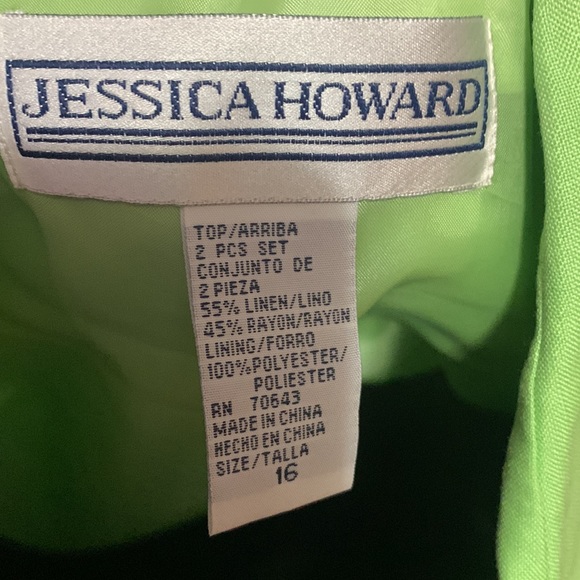 JESSICA HOWARD
TOP/ARRIBA
2 PCS SET
CONJUNTO DE
2 PIEZA
55% LINEN/LINO
45% RAYON/RAYON
LINING/FORRO
100% POLYESTER/
POLIESTER
RN 70643
MADE IN CHINA
HECHO EN CHINA
SIZE/TALLA
16